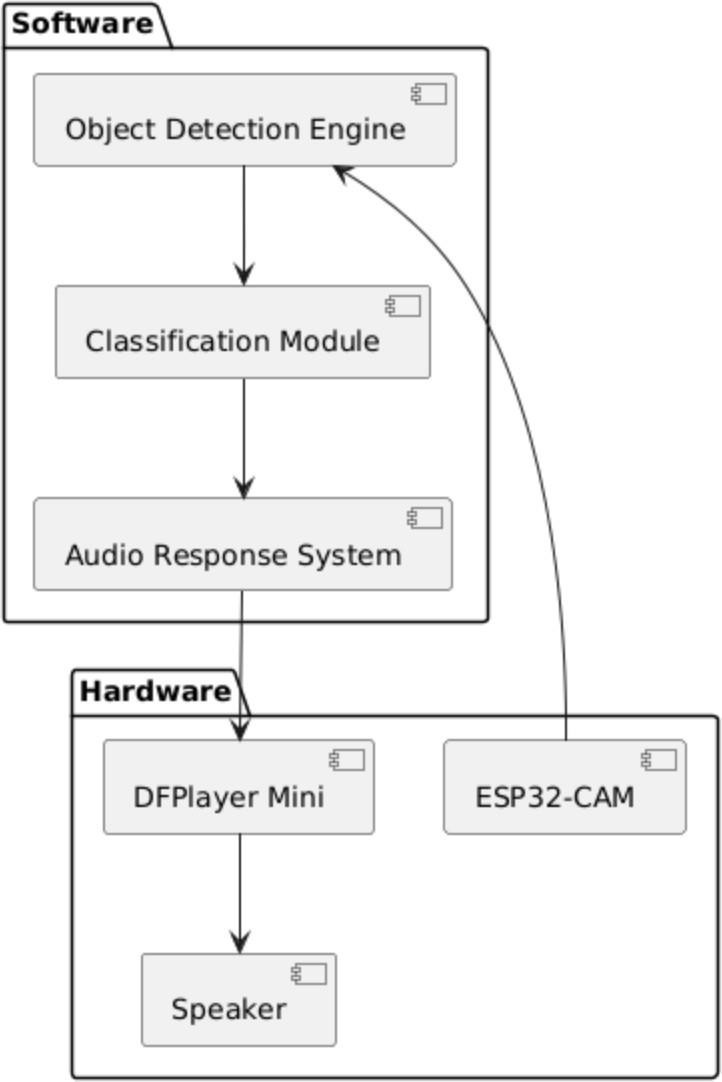 Software
Object Detection Engine
Classification Module
Audio Response System
Hardware
DFPlayer Mini
ESP32-CAM
Speaker